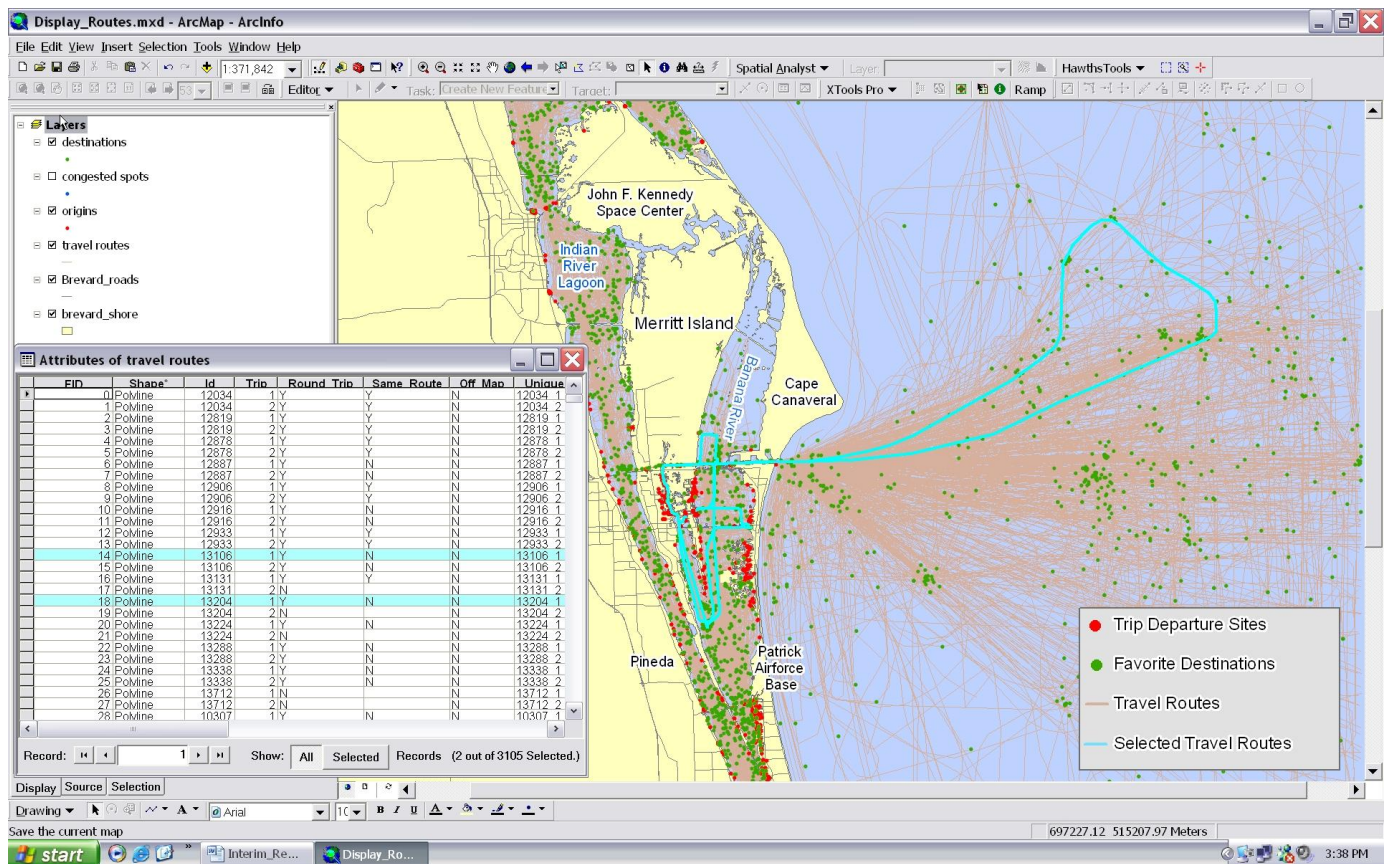 Display_Routes.mxd - ArcMap - ArcInfo
File Edit View Insert Selection Tools Window Help
1:371,842
Spatial Analyst
Layer:
HawthsTools
53
Editor
Task: Create New Feature
Target:
XTools Pro
Ramp
Layers
destinations
congested spots
origins
travel routes
Brevard_roads
brevard_shore
John F. Kennedy
Space Center
Indian
River
Lagoon
Merritt Island
Banana River
Cape
Canaveral
Pineda
Patrick
Airforce
Base
Trip Departure Sites
Favorite Destinations
Travel Routes
Selected Travel Routes
Attributes of travel routes
FID Shape* Id Trip Round_Trip Same_Route Off_Map Unique
0 Polyline 12034 1 Y Y N 12034_1
1 Polyline 12034 2 Y Y N 12034_2
2 Polyline 12819 1 Y Y N 12819_1
3 Polyline 12819 2 Y Y N 12819_2
4 Polyline 12878 1 Y Y N 12878_1
5 Polyline 12878 2 Y Y N 12878_2
6 Polyline 12887 1 Y N N 12887_1
7 Polyline 12887 2 Y N N 12887_2
8 Polyline 12906 1 Y Y N 12906_1
9 Polyline 12906 2 Y Y N 12906_2
10 Polyline 12916 1 Y N N 12916_1
11 Polyline 12916 2 Y N N 12916_2
12 Polyline 12933 1 Y Y N 12933_1
13 Polyline 12933 2 Y Y N 12933_2
14 Polyline 13106 1 Y N N 13106_1
15 Polyline 13106 2 Y N N 13106_2
16 Polyline 13131 1 Y Y N 13131_1
17 Polyline 13131 2 N N 13131_2
18 Polyline 13204 1 Y N N 13204_1
19 Polyline 13204 2 N N 13204_2
20 Polyline 13224 1 Y N N 13224_1
21 Polyline 13224 2 N N 13224_2
22 Polyline 13288 1 Y N N 13288_1
23 Polyline 13288 2 Y N N 13288_2
24 Polyline 13338 1 Y N N 13338_1
25 Polyline 13338 2 Y N N 13338_2
26 Polyline 13712 1 N N 13712_1
27 Polyline 13712 2 N N 13712_2
28 Polyline 10307 1 Y N N 10307_1
Record: 1 Show: All Selected Records (2 out of 3105 Selected.)
Display Source Selection
Drawing A Arial 10 B I U A
Save the current map
697227.12 515207.97 Meters
start
Interim_Re...
Display_Ro...
3:38 PM